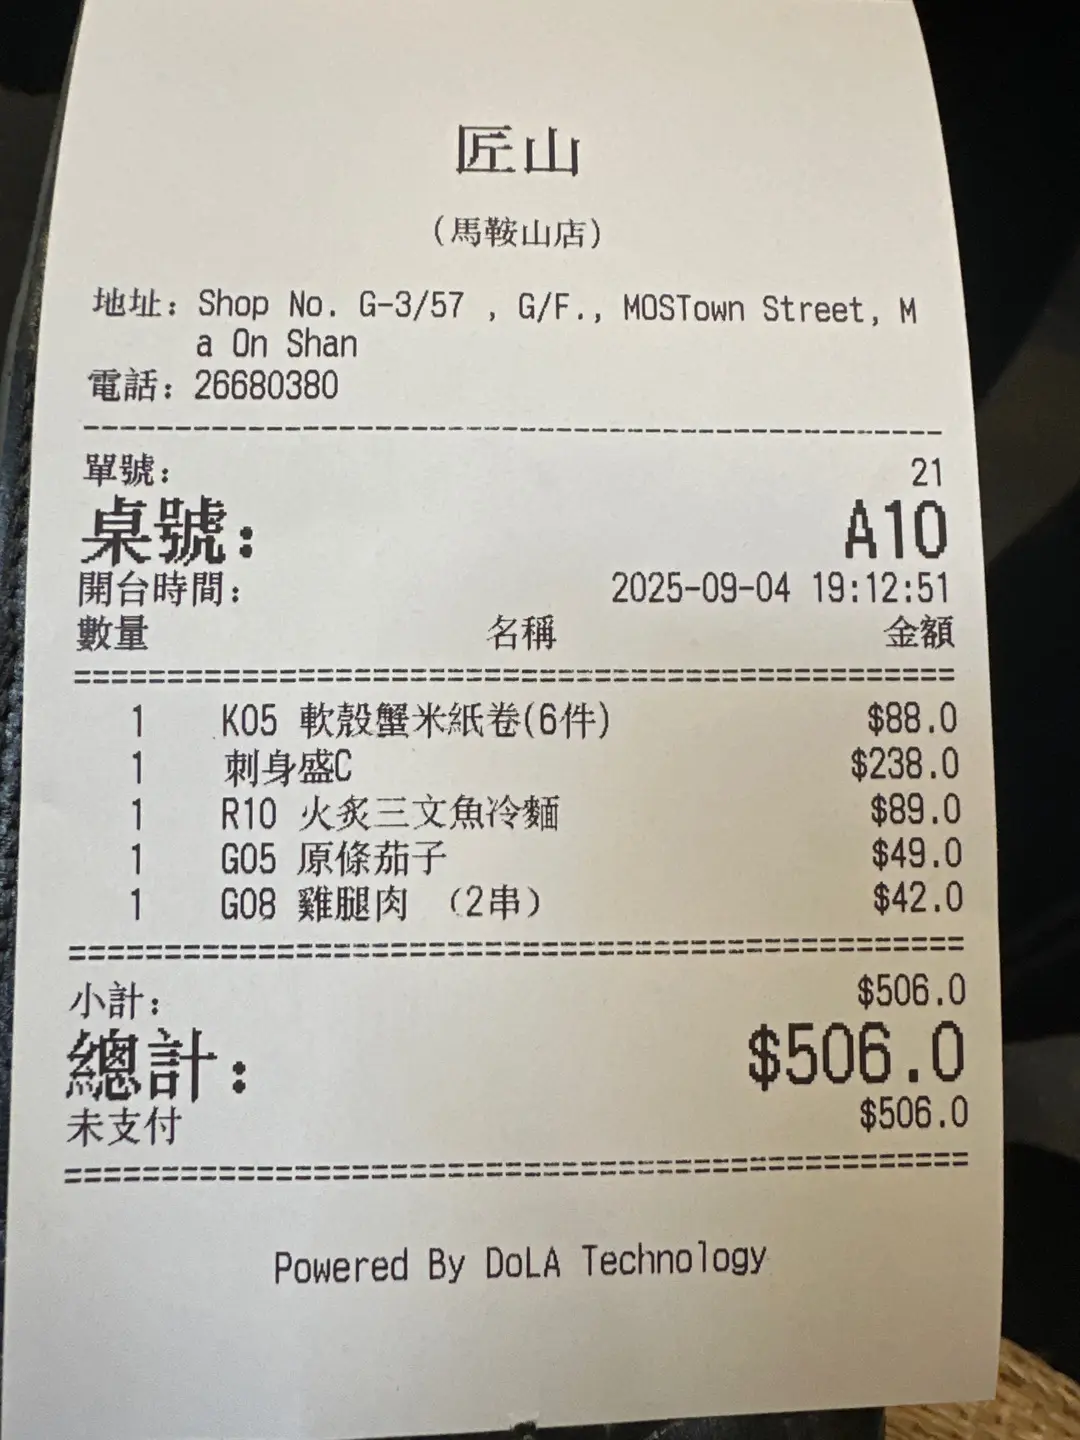 匠山
(馬鞍山店)
地址: Shop No. G-3/57 , G/F., MOSTown Street, M
a On Shan
電話: 26680380
單號: 21
桌號: A10
開台時間: 2025-09-04 19:12:51
數量 名稱 金額
1 K05 軟殼蟹米紙卷(6件) $88.0
1 刺身盛C $238.0
1 R10 火炙三文魚冷麵 $89.0
1 G05 原條茄子 $49.0
1 G08 雞腿肉 (2串) $42.0
小計: $506.0
總計: $506.0
未支付 $506.0
Powered By DoLA Technology